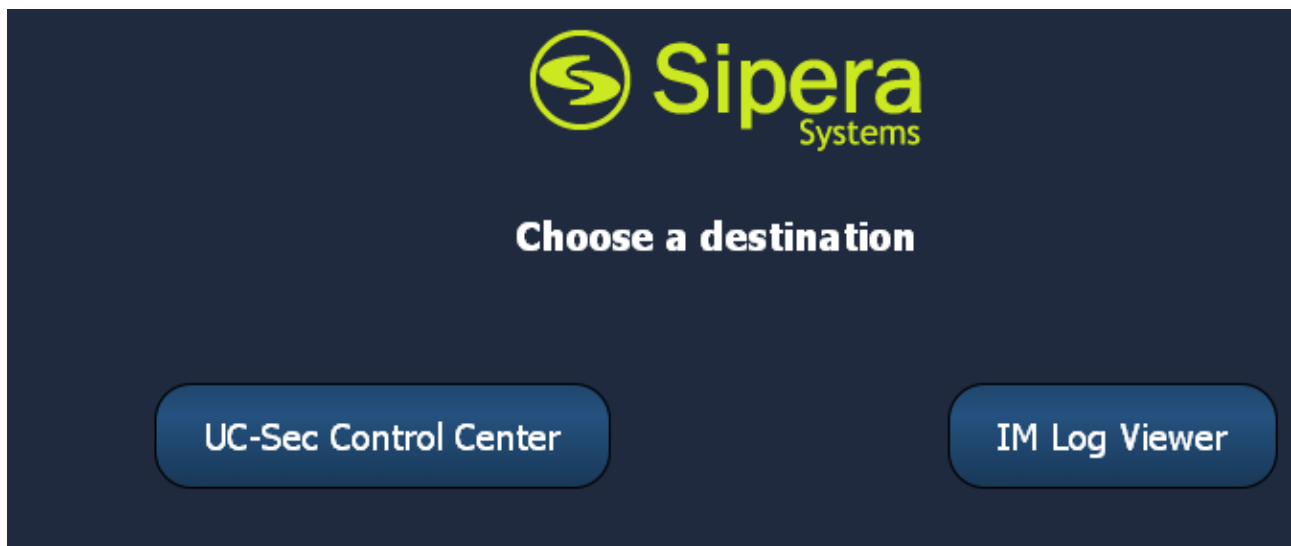 Sipera
Systems
Choose a destination
UC-Sec Control Center
IM Log Viewer